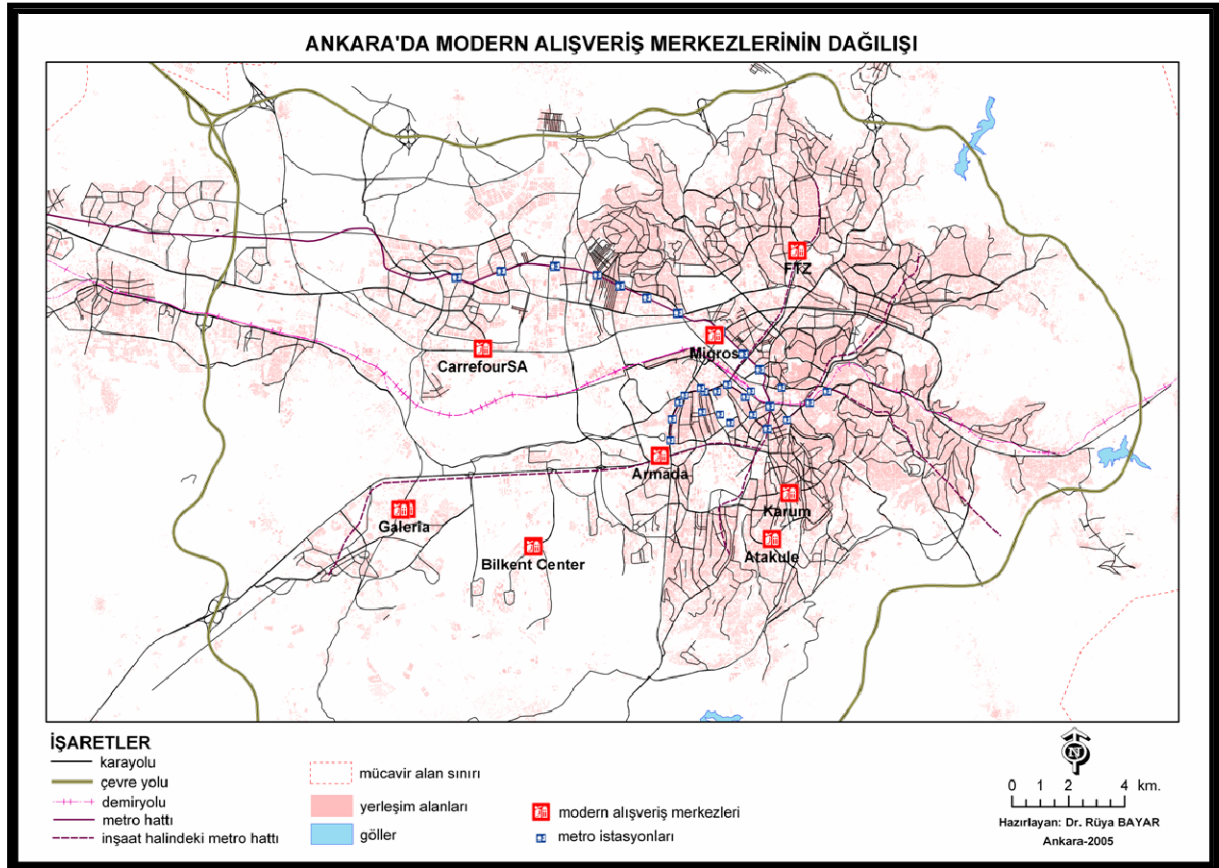 ANKARA'DA MODERN ALIŞVERİŞ MERKEZLERİNİN DAĞILIŞI
FTZ
Migros
CarrefourSA
Armada
Karum
Galeria
Atakule
Bilkent Center
İŞARETLER
karayolu
çevre yolu
demiryolu
metro hattı
inşaat halindeki metro hattı
mücavir alan sınırı
yerleşim alanları
göller
modern alışveriş merkezleri
metro istasyonları
N
0 1 2 4 km.
Hazırlayan: Dr. Rüya BAYAR
Ankara-2005